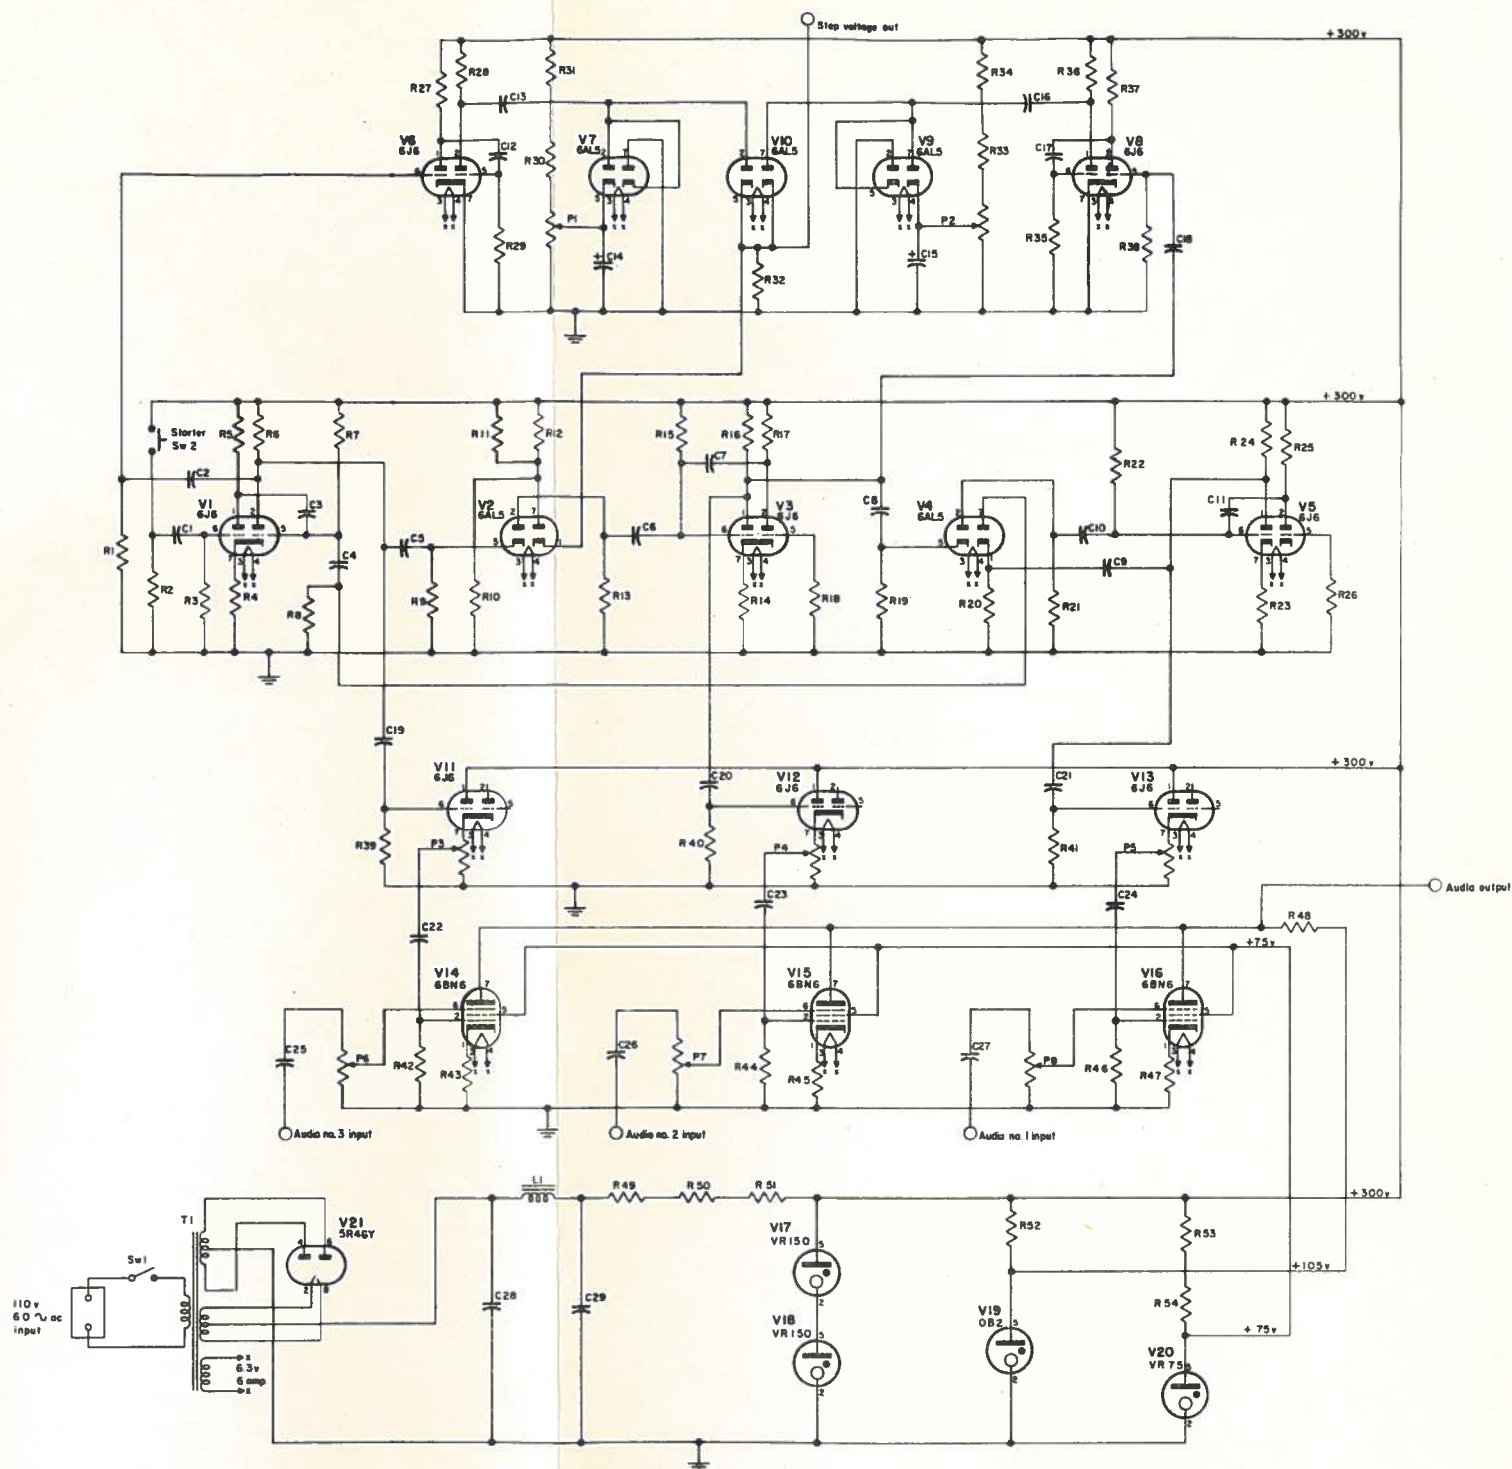 Step voltage out
+300v
R27
R28
C13
R31
R34
R36
R37
C16
V6
6J6
C12
R30
V7
6AL5
V10
6AL5
V9
6AL5
R33
C17
V8
6J6
P1
P2
R29
C14
R32
C15
R35
R38
C18
+300v
Starter
Sw 2
R5
R6
R7
R11
R12
R15
R16
R17
R22
R24
R25
C2
C7
V1
6J6
C3
V2
6AL5
V3
6J6
C8
V4
6AL5
C11
V5
6J6
R1
C1
C4
C5
C6
C10
C9
R2
R3
R4
R8
R9
R10
R13
R14
R18
R19
R20
R21
R23
R26
C19
+300v
V11
6J6
C20
V12
6J6
C21
V13
6J6
R39
P3
R40
P4
R41
P5
Audio output
C22
C23
C24
R48
+75v
V14
6BN6
V15
6BN6
V16
6BN6
C25
P6
R42
R43
C26
P7
R44
R45
C27
P8
R46
R47
Audio no. 3 input
Audio no. 2 input
Audio no. 1 input
L1
R49
R50
R51
+300v
T1
V21
5R4GY
V17
VR150
R52
R53
Sw1
+105v
110v
60 ∿ ac
input
C28
C29
R54
V18
VR150
V19
OB2
+75v
6.3v
6 amp
V20
VR75